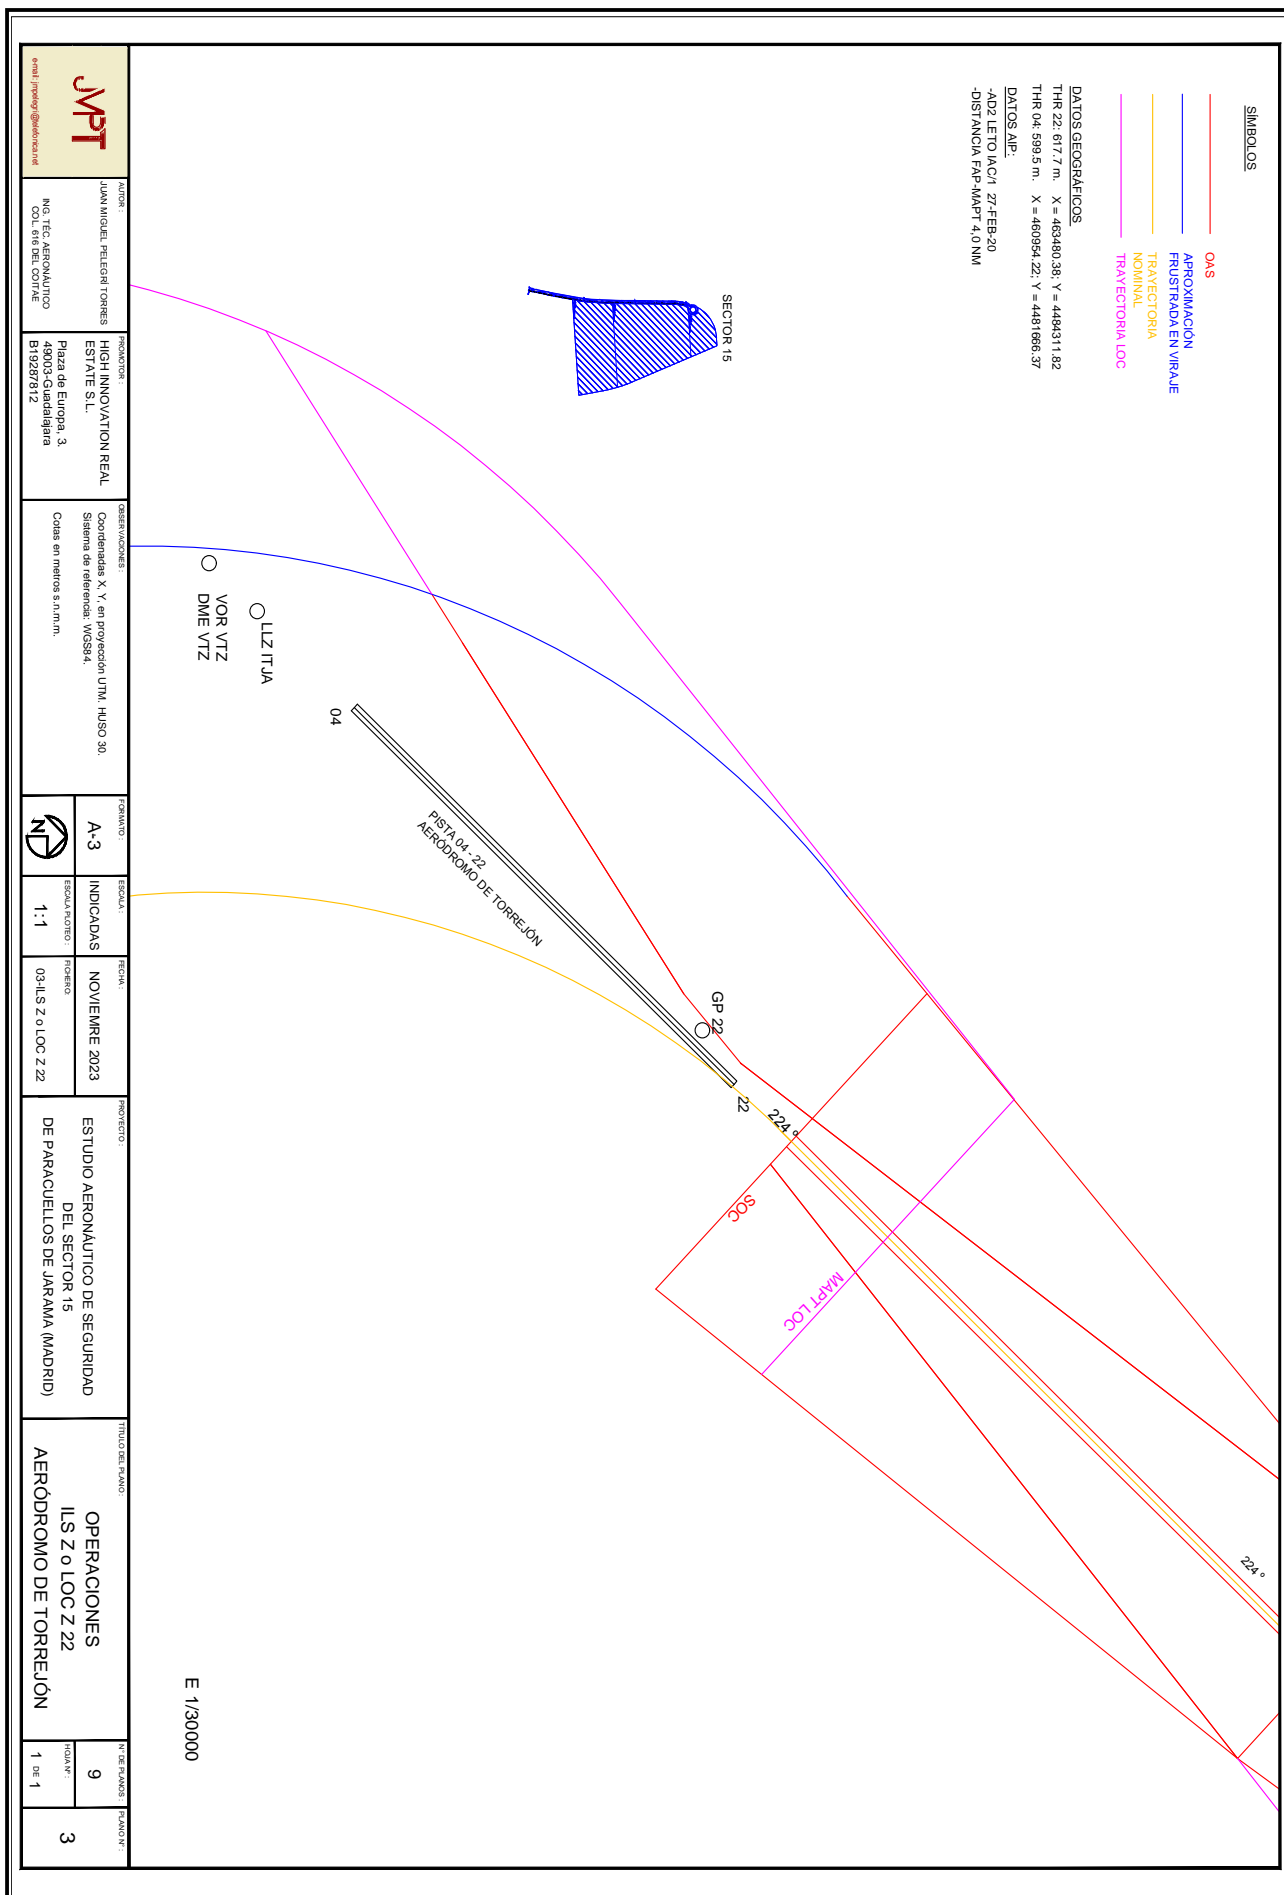 SÍMBOLOS
OAS
APROXIMACIÓN
FRUSTRADA EN VIRAJE
TRAYECTORIA
NOMINAL
TRAYECTORIA LOC
DATOS GEOGRÁFICOS
THR 22: 617.7 m. X = 463480.38; Y = 4484311.82
THR 04: 599.5 m. X = 460954.22; Y = 4481666.37
DATOS AIP:
-AD2 LETO IAC/1 27-FEB-20
-DISTANCIA FAP-MAPT 4,0 NM
SECTOR 15
LLZ ITJA
VOR VTZ
DME VTZ
04
PISTA 04 - 22
AERÓDROMO DE TORREJÓN
GP 22
22
224 º
SOC
MAPT LOC
224 º
E 1/30000
JMPT
e-mail: jmpelegri@telefonica.net
AUTOR :
JUAN MIGUEL PELEGRÍ TORRES
ING. TÉC. AERONÁUTICO
COL. 616 DEL COITAE
PROMOTOR :
HIGH INNOVATION REAL
ESTATE S.L.
Plaza de Europa, 3.
49003-Guadalajara
B19287812
OBSERVACIONES :
Coordenadas X, Y, en proyección UTM. HUSO 30.
Sistema de referencia: WGS84.
Cotas en metros s.n.m.m.
FORMATO :
A-3
N
ESCALA :
INDICADAS
ESCALA PLOTEO :
1:1
FECHA :
NOVIEMRE 2023
FICHERO:
03-ILS Z o LOC Z 22
PROYECTO :
ESTUDIO AERONÁUTICO DE SEGURIDAD
DEL SECTOR 15
DE PARACUELLOS DE JARAMA (MADRID)
TÍTULO DEL PLANO :
OPERACIONES
ILS Z o LOC Z 22
AERÓDROMO DE TORREJÓN
Nº DE PLANOS :
9
HOJA Nº :
1 DE 1
PLANO Nº :
3